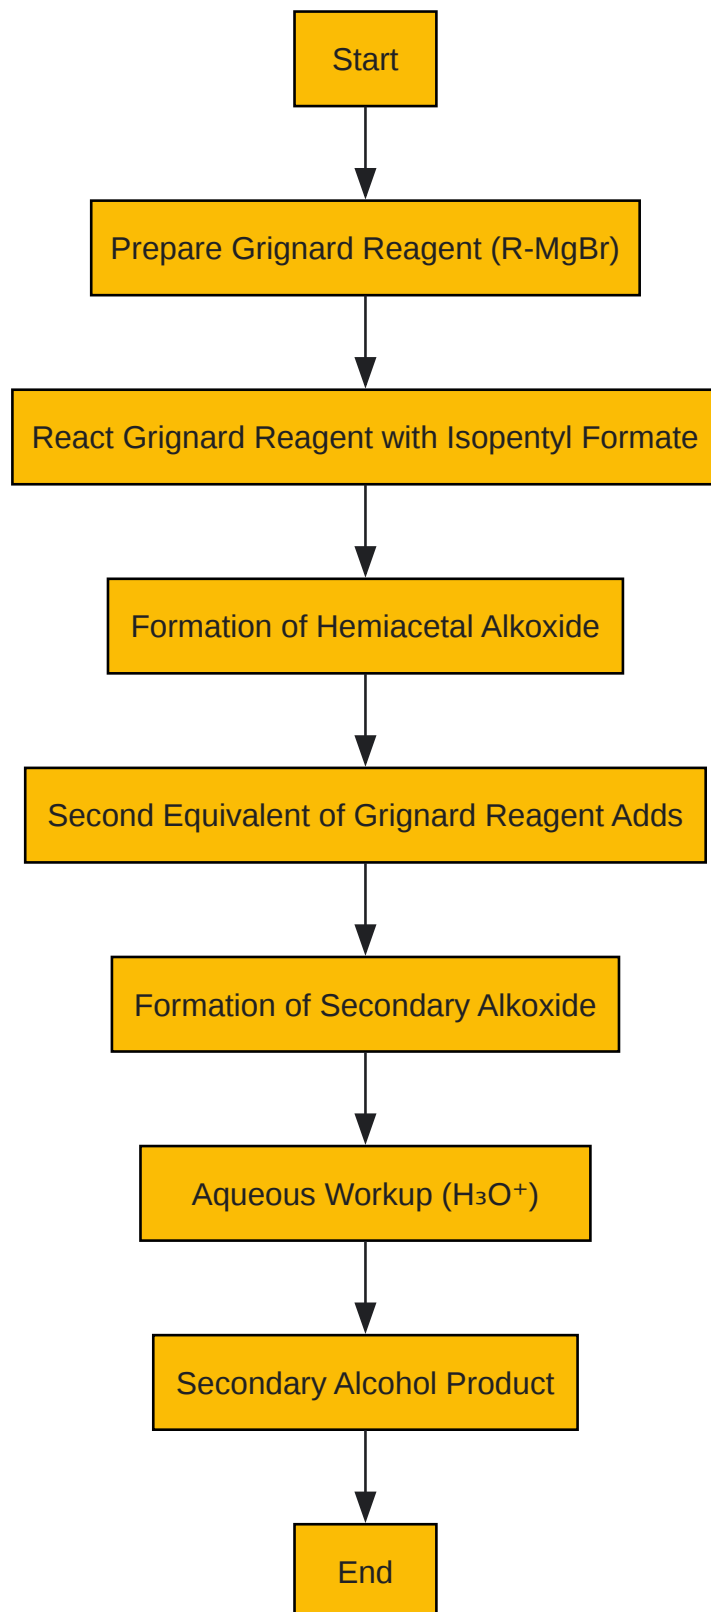 Start
Prepare Grignard Reagent (R-MgBr)
React Grignard Reagent with Isopentyl Formate
Formation of Hemiacetal Alkoxide
Second Equivalent of Grignard Reagent Adds
Formation of Secondary Alkoxide
Aqueous Workup (H₃O⁺)
Secondary Alcohol Product
End